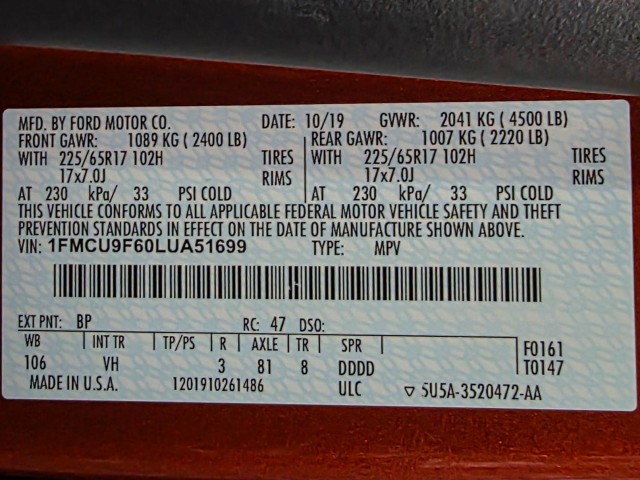 MFD. BY FORD MOTOR CO. DATE: 10/19 GVWR: 2041 KG ( 4500 LB)
FRONT GAWR: 1089 KG ( 2400 LB) REAR GAWR: 1007 KG ( 2220 LB)
WITH 225/65R17 102H TIRES WITH 225/65R17 102H TIRES
17x7.0J RIMS 17x7.0J RIMS
AT 230 kPa/ 33 PSI COLD AT 230 kPa/ 33 PSI COLD
THIS VEHICLE CONFORMS TO ALL APPLICABLE FEDERAL MOTOR VEHICLE SAFETY AND THEFT
PREVENTION STANDARDS IN EFFECT ON THE DATE OF MANUFACTURE SHOWN ABOVE.
VIN: 1FMCU9F60LUA51699 TYPE: MPV
EXT PNT: BP RC: 47 DSO:
WB INT TR TP/PS R AXLE TR SPR F0161
106 VH 3 81 8 DDDD T0147
MADE IN U.S.A. 1201910261486 ULC ▽ 5U5A-3520472-AA